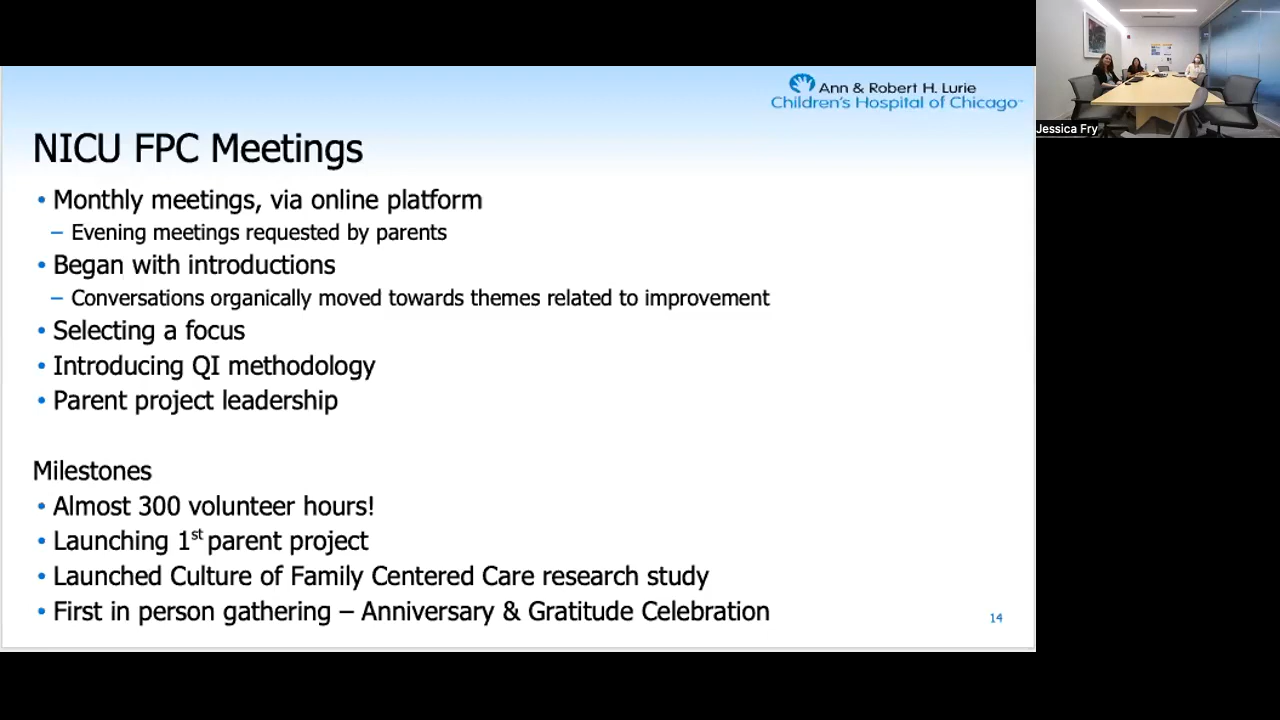 Ann & Robert H. Lurie
Children's Hospital of Chicago
Jessica Fry
NICU FPC Meetings
• Monthly meetings, via online platform
– Evening meetings requested by parents
• Began with introductions
– Conversations organically moved towards themes related to improvement
• Selecting a focus
• Introducing QI methodology
• Parent project leadership
Milestones
• Almost 300 volunteer hours!
• Launching 1st parent project
• Launched Culture of Family Centered Care research study
• First in person gathering – Anniversary & Gratitude Celebration
14